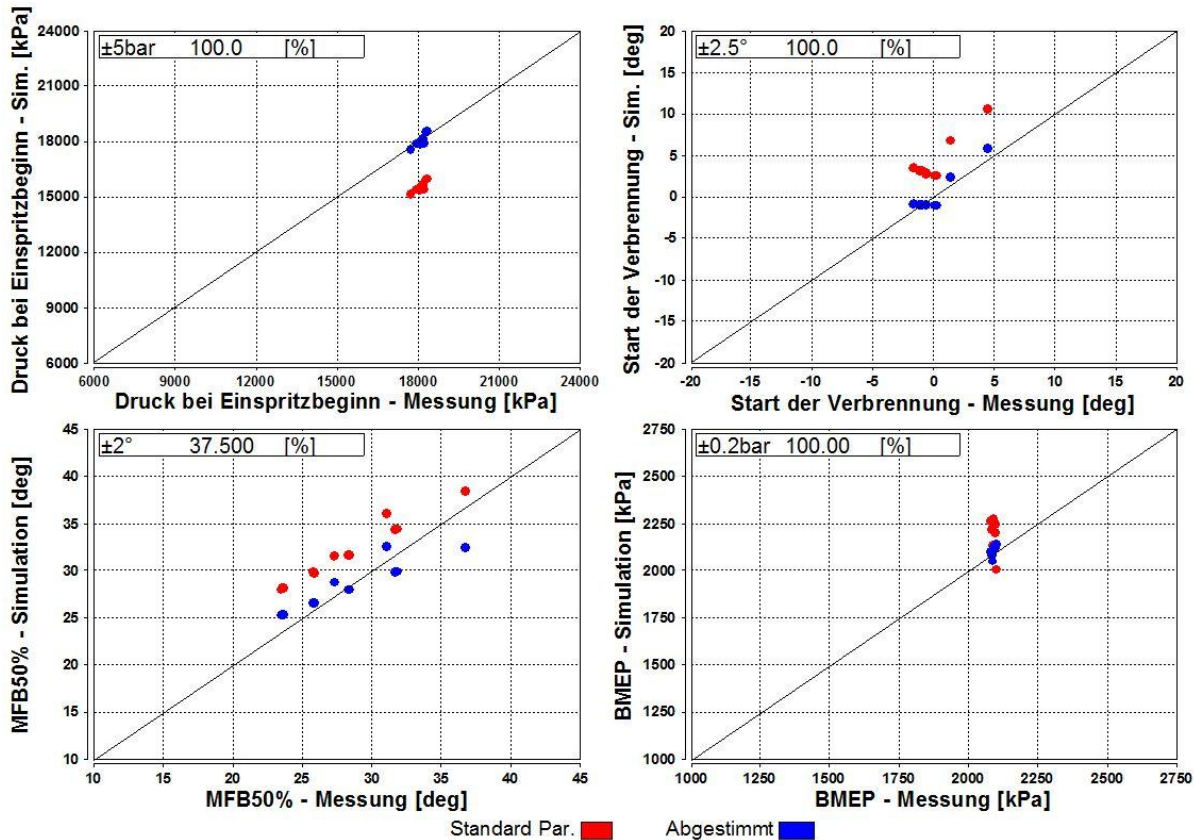 ±5bar 100.0 [%]
24000
21000
18000
15000
12000
9000
6000
Druck bei Einspritzbeginn - Sim. [kPa]
6000 9000 12000 15000 18000 21000 24000
Druck bei Einspritzbeginn - Messung [kPa]
±2.5° 100.0 [%]
20
15
10
5
0
-5
-10
-15
-20
Start der Verbrennung - Sim. [deg]
-20 -15 -10 -5 0 5 10 15 20
Start der Verbrennung - Messung [deg]
±2° 37.500 [%]
45
40
35
30
25
20
15
10
MFB50% - Simulation [deg]
10 15 20 25 30 35 40 45
MFB50% - Messung [deg]
±0.2bar 100.00 [%]
2750
2500
2250
2000
1750
1500
1250
1000
BMEP - Simulation [kPa]
1000 1250 1500 1750 2000 2250 2500 2750
BMEP - Messung [kPa]
Standard Par. Abgestimmt